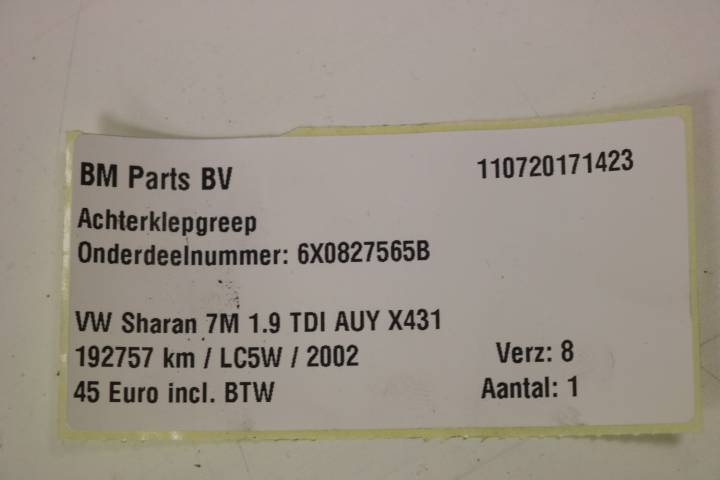 BM Parts BV 110720171423
Achterklepgreep
Onderdeelnummer: 6X0827565B
VW Sharan 7M 1.9 TDI AUY X431
192757 km / LC5W / 2002 Verz: 8
45 Euro incl. BTW Aantal: 1